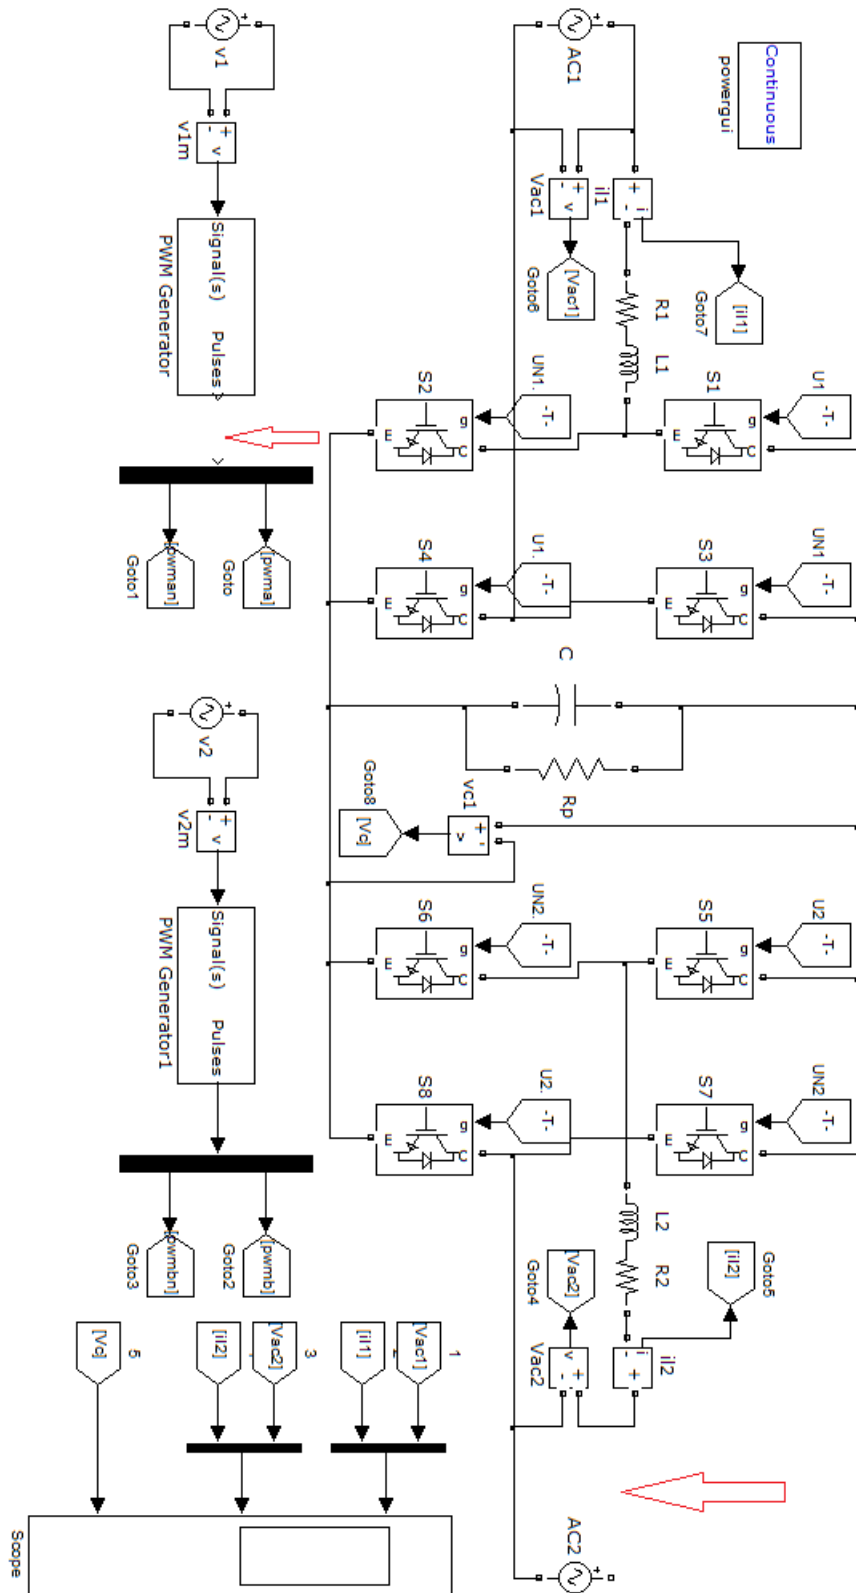 Continuous
powergui
AC1
+
i
+
-
il1
[il1]
Goto7
+
v
-
Vac1
[Vac1]
Goto6
R1
L1
U1
-T-
g
C
E
S1
UN1
-T-
g
C
E
S3
U2
-T-
g
C
E
S5
UN2
-T-
g
C
E
S7
UN1.
-T-
g
C
E
S2
U1.
-T-
g
C
E
S4
UN2.
-T-
g
C
E
S6
U2.
-T-
g
C
E
S8
C
Rp
vc1
+
-
v
[Vc]
Goto8
L2
R2
i
+
-
il2
[il2]
Goto5
+
v
-
Vac2
[Vac2]
Goto4
AC2
+
v1
+
+
v
-
v1m
Signal(s) Pulses
PWM Generator
[pwma]
Goto
[pwman]
Goto1
v2
+
+
v
-
v2m
Signal(s) Pulses
PWM Generator1
[pwmb]
Goto2
[pwmbn]
Goto3
1
[Vac1]
[il1]
3
[Vac2]
[il2]
5
[Vc]
Scope